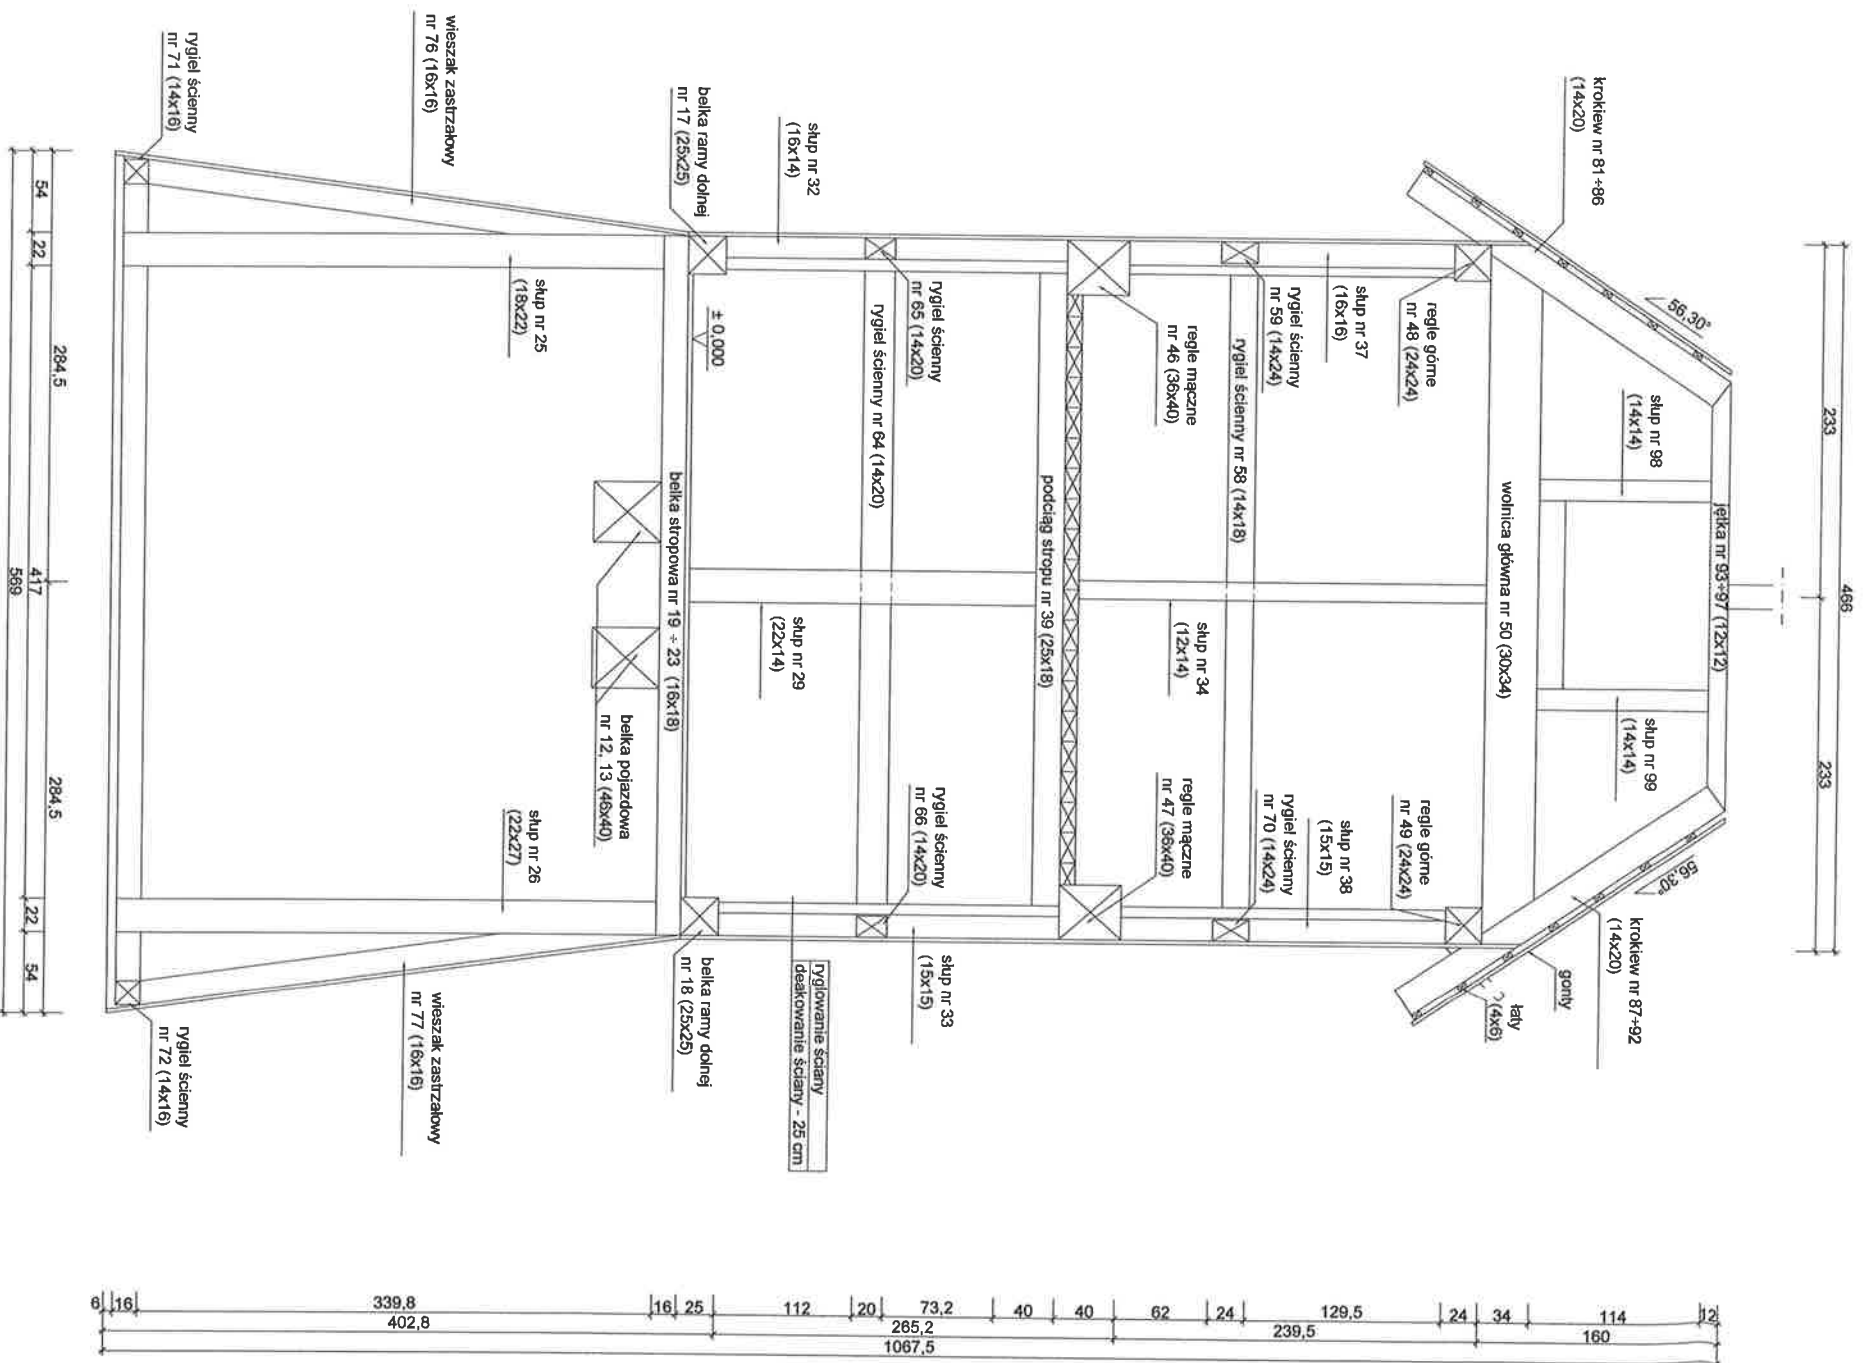 466
233
233
krokiew nr 81÷86
(14x20)
56,30°
słup nr 98
(14x14)
jętka nr 93÷97 (12x12)
słup nr 99
(14x14)
56,30°
krokiew nr 87÷92
(14x20)
gonty
łaty
(4x6)
wolnica główna nr 50 (30x34)
regle górne
nr 48 (24x24)
regle górne
nr 49 (24x24)
słup nr 37
(16x16)
słup nr 38
(15x15)
rygiel ścienny
nr 59 (14x24)
rygiel ścienny nr 58 (14x18)
rygiel ścienny
nr 70 (14x24)
regle mączne
nr 46 (36x40)
słup nr 34
(12x14)
regle mączne
nr 47 (36x40)
podciąg stropu nr 39 (25x18)
słup nr 33
(15x15)
rygiel ścienny
nr 65 (14x20)
rygiel ścienny nr 64 (14x20)
rygiel ścienny
nr 66 (14x20)
słup nr 32
(16x14)
słup nr 29
(22x14)
ryglowanie ściany
deakowanie ściany - 25 cm
± 0,000
belka ramy dolnej
nr 17 (25x25)
belka stropowa nr 19 ÷ 23 (16x18)
belka ramy dolnej
nr 18 (25x25)
belka pojazdowa
nr 12, 13 (46x40)
słup nr 25
(18x22)
słup nr 26
(22x27)
wieszak zastrzałowy
nr 76 (16x16)
wieszak zastrzałowy
nr 77 (16x16)
rygiel ścienny
nr 71 (14x16)
rygiel ścienny
nr 72 (14x16)
284,5
284,5
54
22
417
22
54
569
6
16
339,8
16
25
112
20
73,2
40
40
62
24
129,5
24
34
114
12
402,8
265,2
239,5
160
1067,5